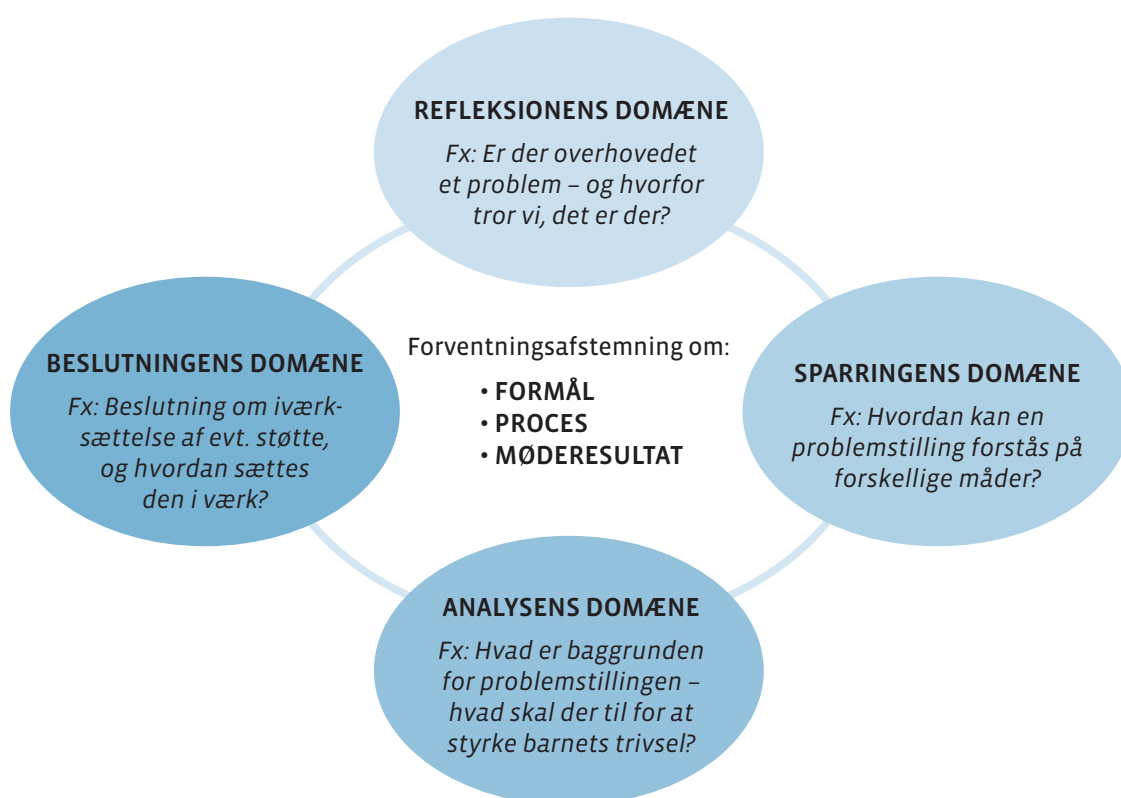 REFLEKSIONENS DOMÆNE
Fx: Er der overhovedet
et problem – og hvorfor
tror vi, det er der?
BESLUTNINGENS DOMÆNE
Fx: Beslutning om iværk-
sættelse af evt. støtte,
og hvordan sættes
den i værk?
Forventningsafstemning om:
• FORMÅL
• PROCES
• MØDERESULTAT
SPARRINGENS DOMÆNE
Fx: Hvordan kan en
problemstilling forstås på
forskellige måder?
ANALYSENS DOMÆNE
Fx: Hvad er baggrunden
for problemstillingen –
hvad skal der til for at
styrke barnets trivsel?